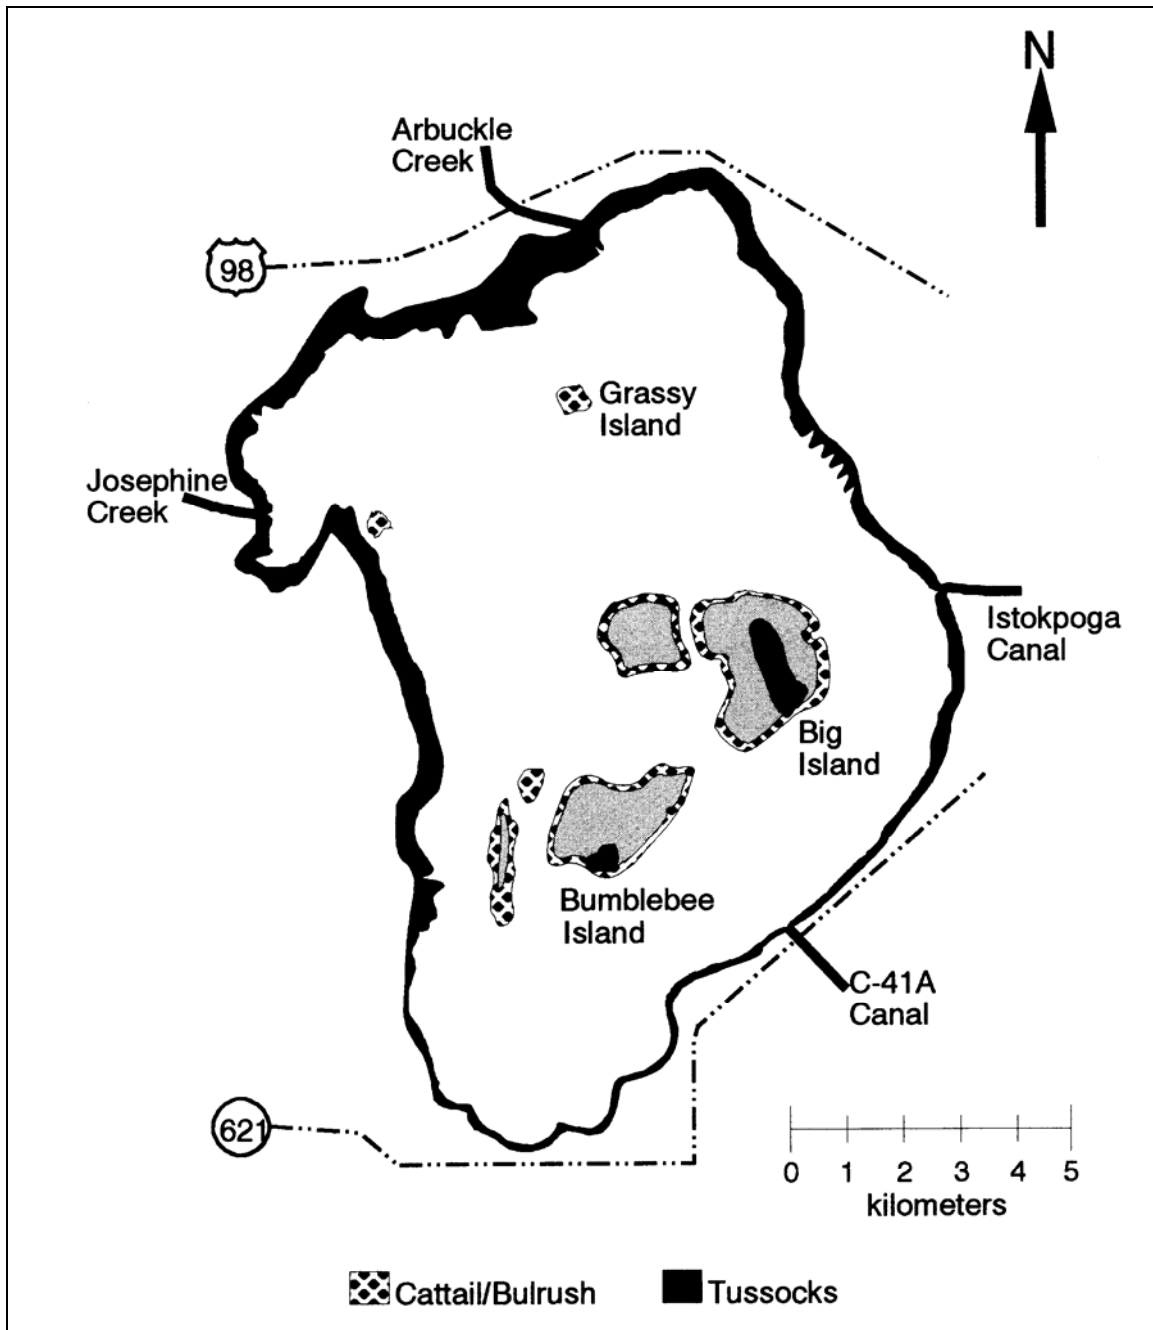 N
Arbuckle
Creek
98
Grassy
Island
Josephine
Creek
Istokpoga
Canal
Big
Island
Bumblebee
Island
C-41A
Canal
621
0 1 2 3 4 5
kilometers
Cattail/Bulrush Tussocks